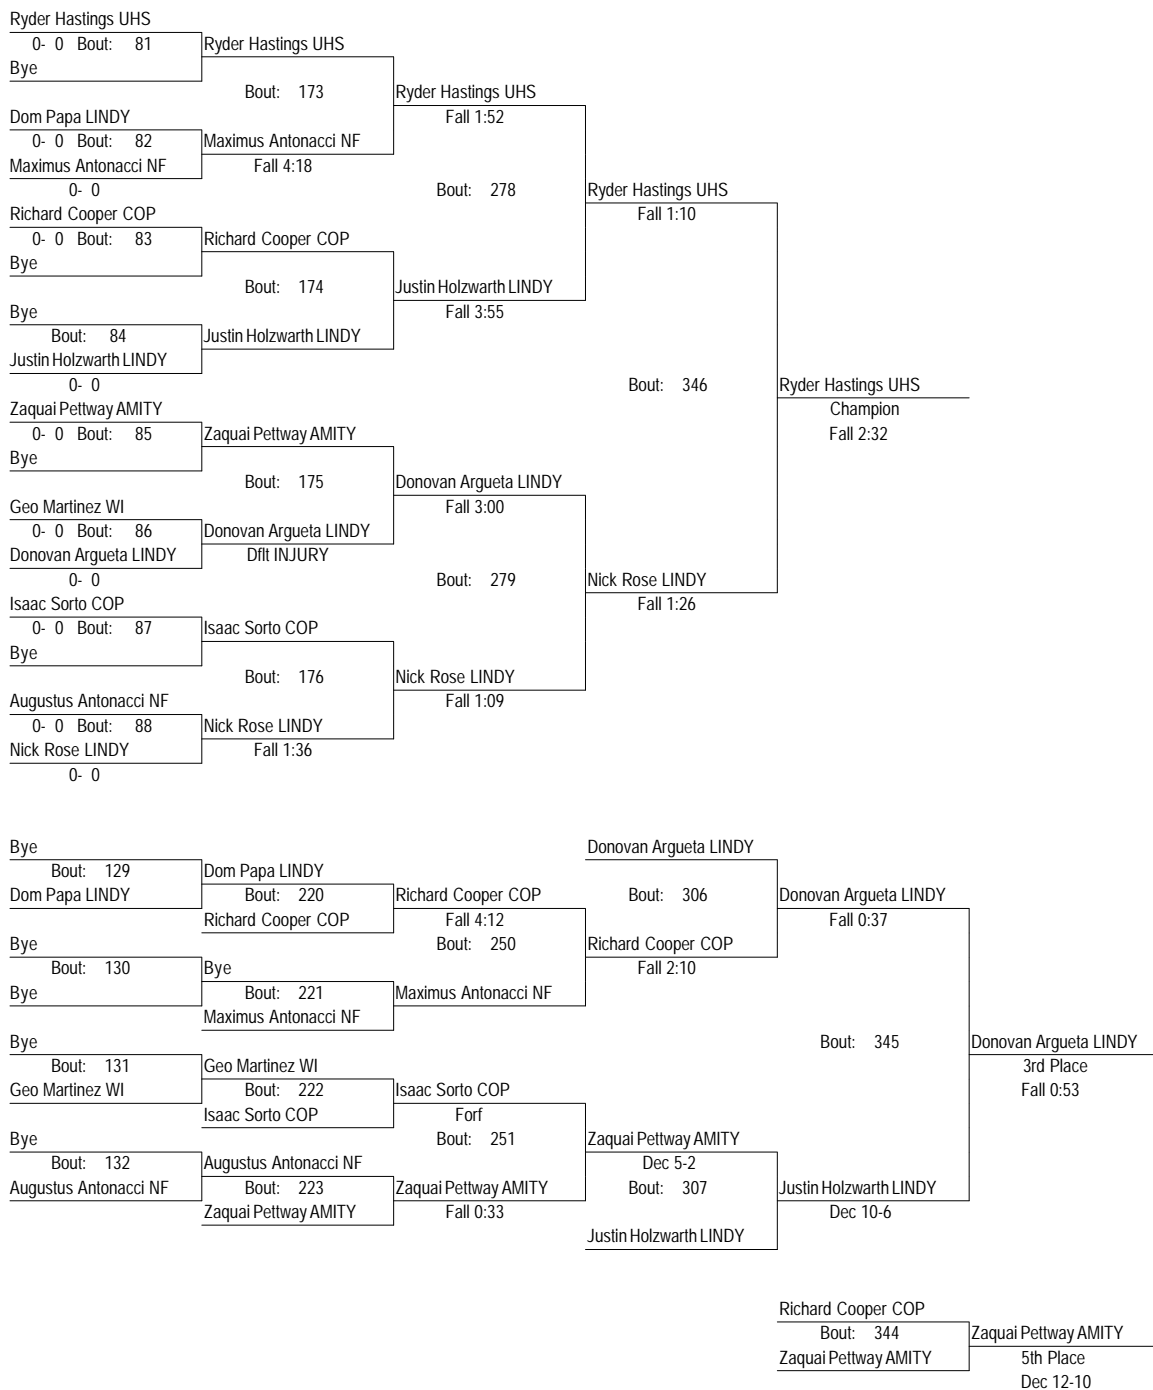 Ryder Hastings UHS
0- 0 Bout: 81 Ryder Hastings UHS
Bye
Bout: 173 Ryder Hastings UHS
Dom Papa LINDY Fall 1:52
0- 0 Bout: 82 Maximus Antonacci NF
Maximus Antonacci NF Fall 4:18
0- 0 Bout: 278 Ryder Hastings UHS
Richard Cooper COP Fall 1:10
0- 0 Bout: 83 Richard Cooper COP
Bye
Bout: 174 Justin Holzwarth LINDY
Bye Fall 3:55
Bout: 84 Justin Holzwarth LINDY
Justin Holzwarth LINDY
0- 0 Bout: 346 Ryder Hastings UHS
Zaquai Pettway AMITY Champion
0- 0 Bout: 85 Zaquai Pettway AMITY Fall 2:32
Bye
Bout: 175 Donovan Argueta LINDY
Geo Martinez WI Fall 3:00
0- 0 Bout: 86 Donovan Argueta LINDY
Donovan Argueta LINDY Dflt INJURY
0- 0 Bout: 279 Nick Rose LINDY
Isaac Sorto COP Fall 1:26
0- 0 Bout: 87 Isaac Sorto COP
Bye
Bout: 176 Nick Rose LINDY
Augustus Antonacci NF Fall 1:09
0- 0 Bout: 88 Nick Rose LINDY
Nick Rose LINDY Fall 1:36
0- 0
Bye Donovan Argueta LINDY
Bout: 129 Dom Papa LINDY
Dom Papa LINDY Bout: 220 Richard Cooper COP Bout: 306 Donovan Argueta LINDY
Richard Cooper COP Fall 4:12 Fall 0:37
Bye Bout: 250 Richard Cooper COP
Bout: 130 Bye Fall 2:10
Bye Bout: 221 Maximus Antonacci NF
Maximus Antonacci NF
Bye Bout: 345 Donovan Argueta LINDY
Bout: 131 Geo Martinez WI 3rd Place
Geo Martinez WI Bout: 222 Isaac Sorto COP Fall 0:53
Isaac Sorto COP Forf
Bye Bout: 251 Zaquai Pettway AMITY
Bout: 132 Augustus Antonacci NF Dec 5-2
Augustus Antonacci NF Bout: 223 Zaquai Pettway AMITY Bout: 307 Justin Holzwarth LINDY
Zaquai Pettway AMITY Fall 0:33 Dec 10-6
Justin Holzwarth LINDY
Richard Cooper COP
Bout: 344 Zaquai Pettway AMITY
Zaquai Pettway AMITY 5th Place
Dec 12-10